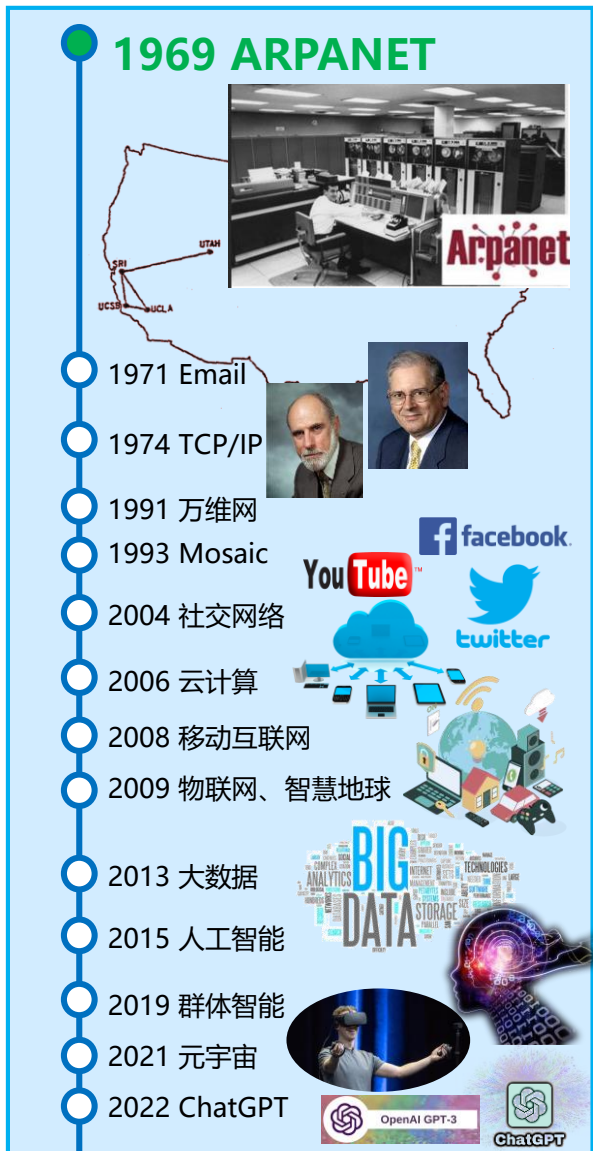 1969 ARPANET
Arpanet
UTAH
SRI
UCSB
UCLA
1971 Email
1974 TCP/IP
1991 万维网
facebook.
1993 Mosaic
YouTube™
twitter
2004 社交网络
2006 云计算
2008 移动互联网
2009 物联网、智慧地球
BIG
DATA
ANALYTICS
TECHNOLOGIES
STORAGE
COMPLEX
INTERNET
2013 大数据
2015 人工智能
2019 群体智能
2021 元宇宙
2022 ChatGPT
OpenAI GPT-3
ChatGPT